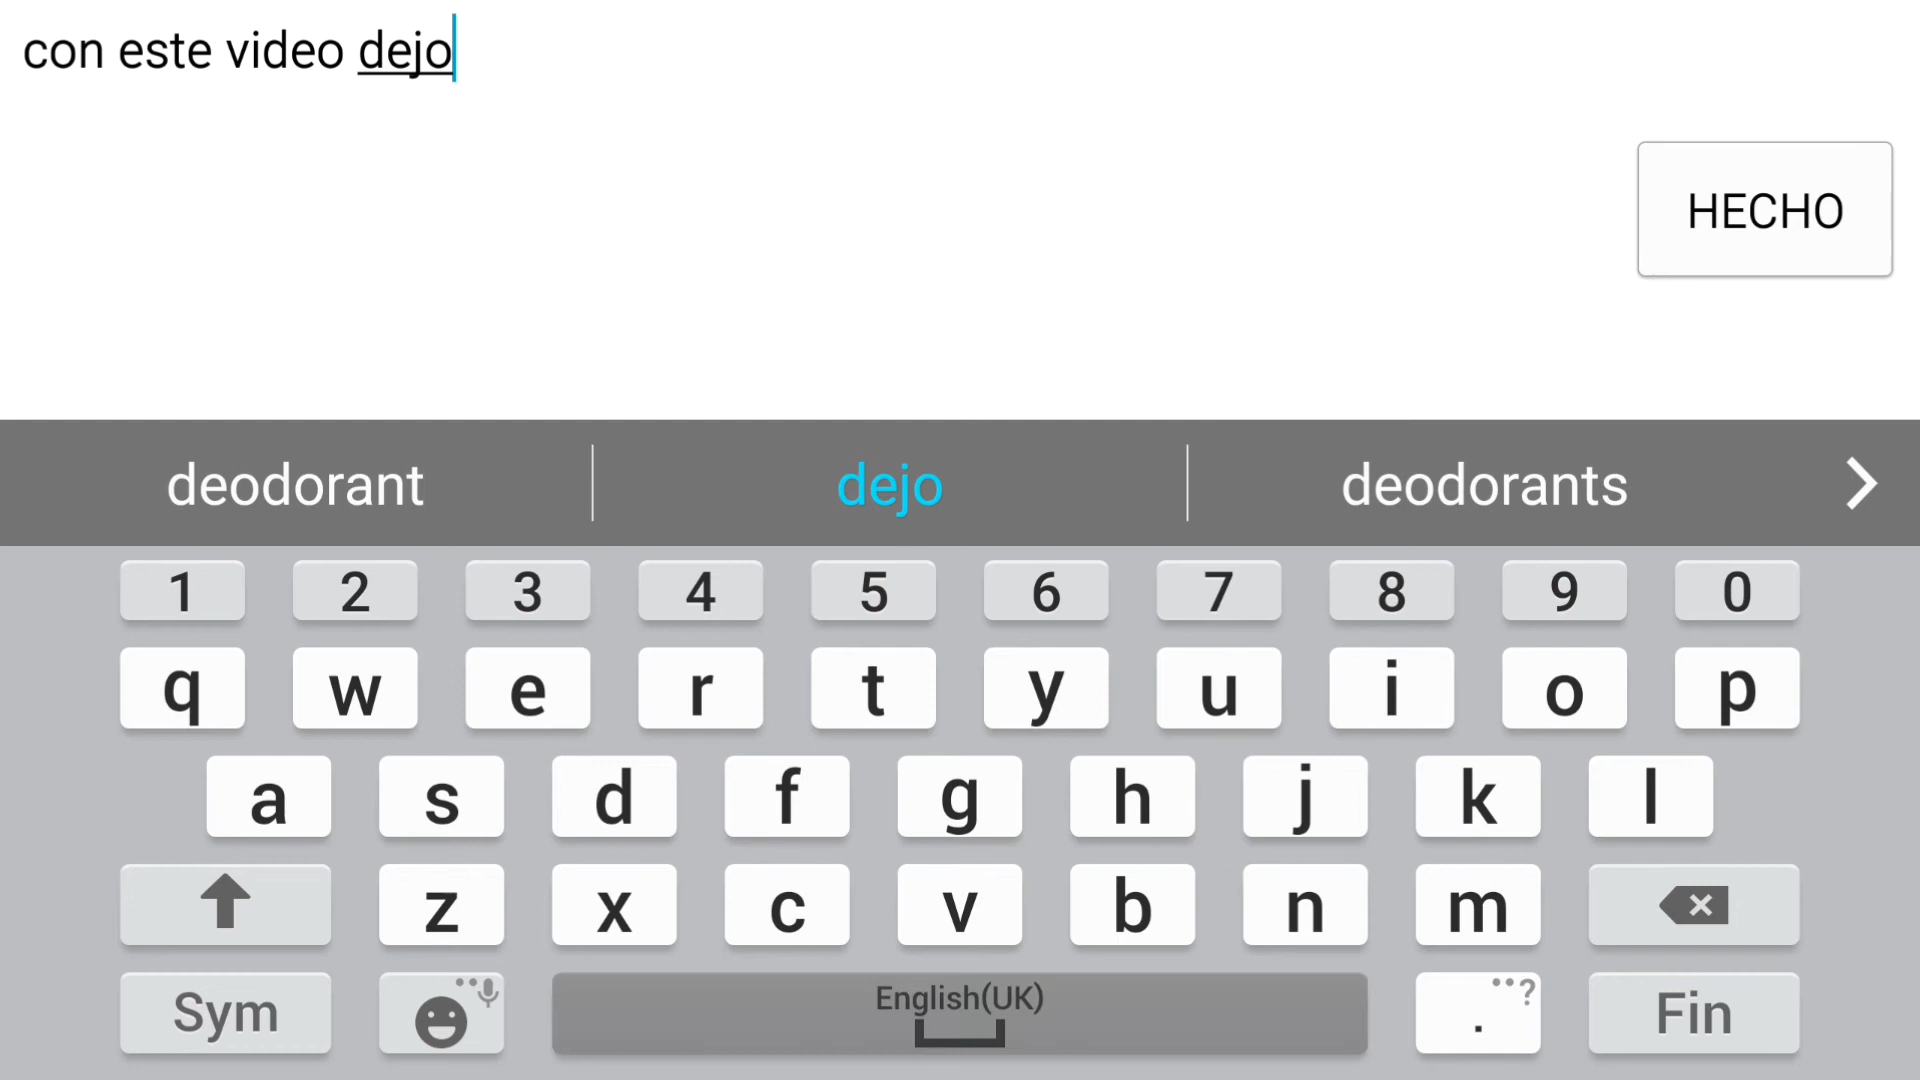 con este video dejo
HECHO
deodorant dejo deodorants
1 2 3 4 5 6 7 8 9 0
q w e r t y u i o p
a s d f g h j k l
z x c v b n m
Sym English(UK) . ? Fin